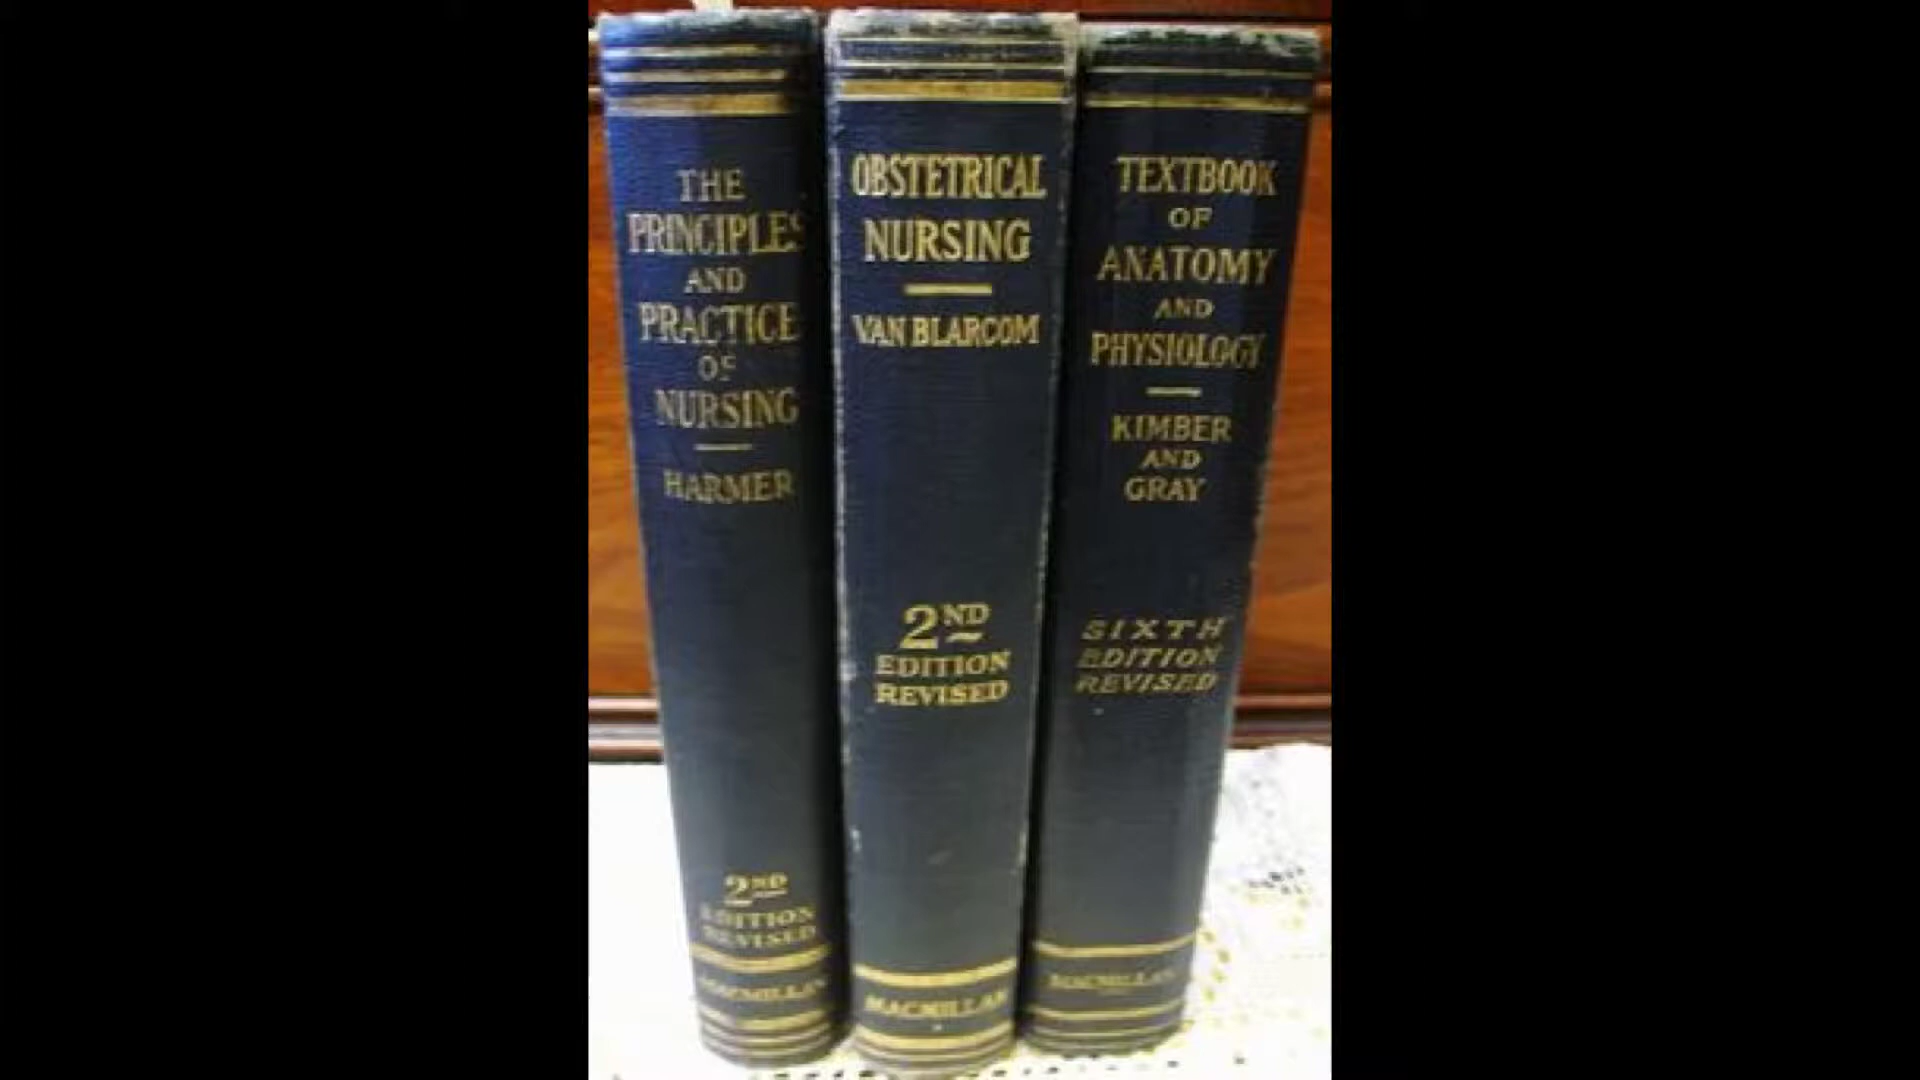 THE
PRINCIPLES
AND
PRACTICE
OF
NURSING
HARMER
2ND
EDITION
REVISED
MACMILLAN
OBSTETRICAL
NURSING
VAN BLARCOM
2ND
EDITION
REVISED
MACMILLAN
TEXTBOOK
OF
ANATOMY
AND
PHYSIOLOGY
KIMBER
AND
GRAY
SIXTH
EDITION
REVISED
MACMILLAN